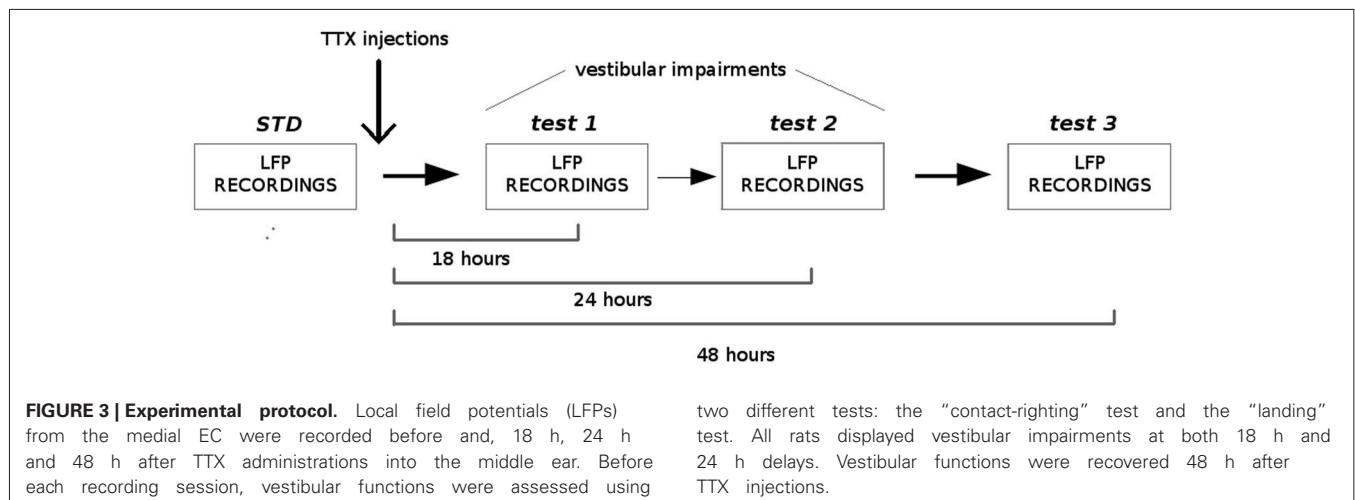 TTX injections
vestibular impairments
STD
test 1
test 2
test 3
LFP
RECORDINGS
LFP
RECORDINGS
LFP
RECORDINGS
LFP
RECORDINGS
18 hours
24 hours
48 hours
FIGURE 3 | Experimental protocol. Local field potentials (LFPs)
from the medial EC were recorded before and, 18 h, 24 h
and 48 h after TTX administrations into the middle ear. Before
each recording session, vestibular functions were assessed using
two different tests: the “contact-righting” test and the “landing”
test. All rats displayed vestibular impairments at both 18 h and
24 h delays. Vestibular functions were recovered 48 h after
TTX injections.